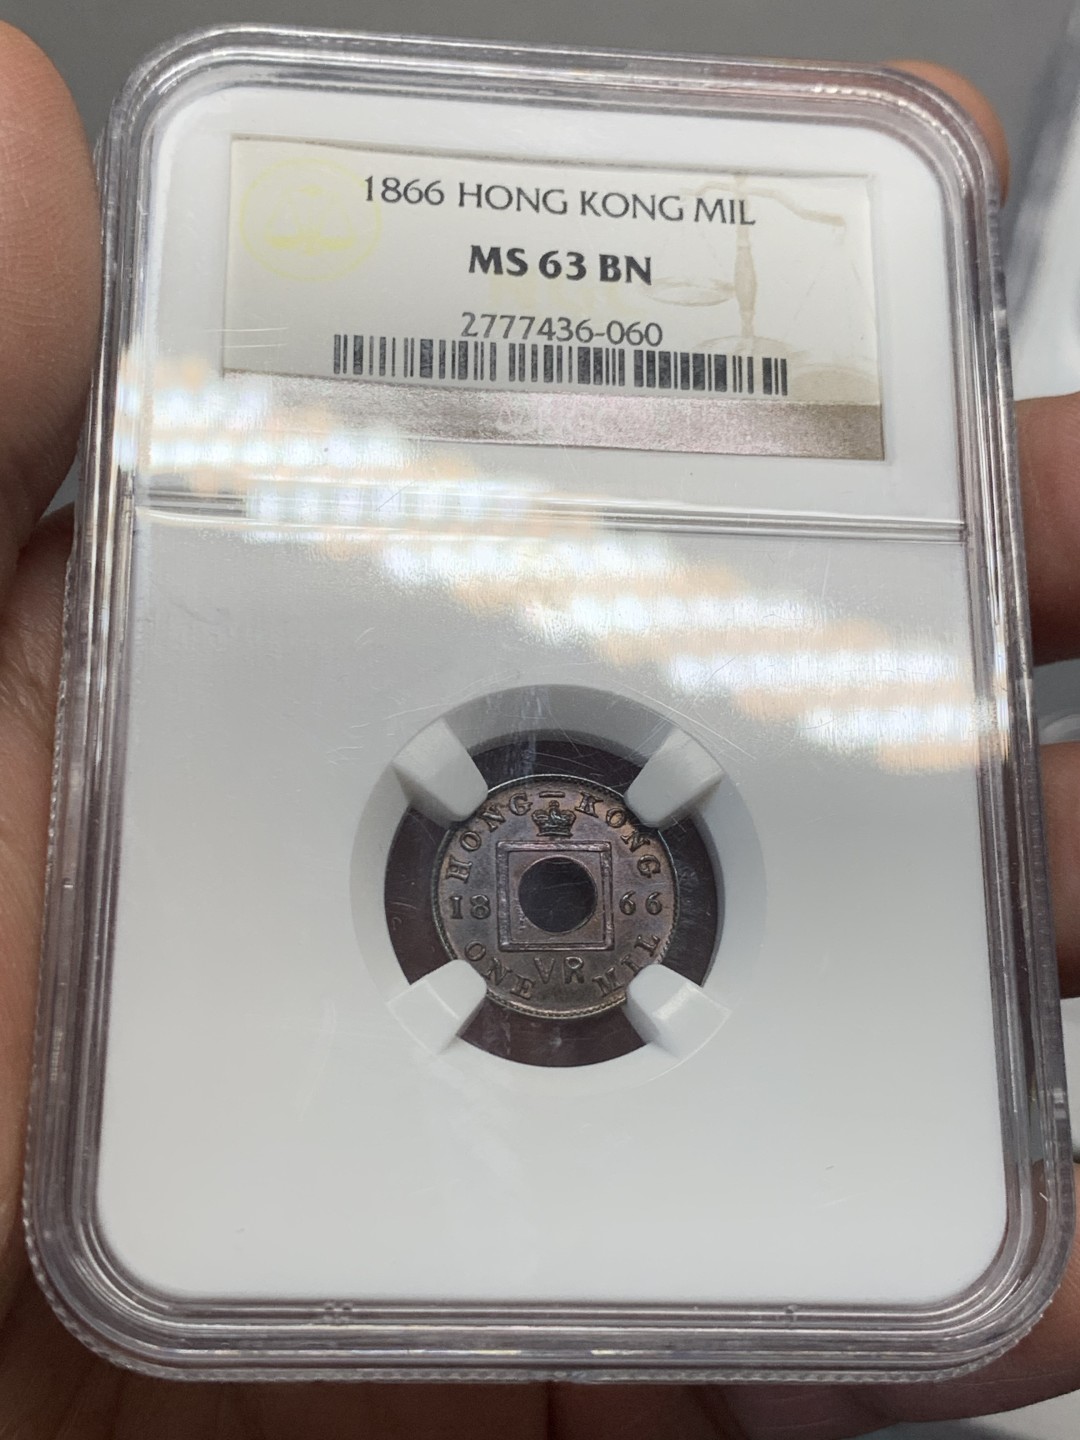 1866 HONG KONG MIL
MS 63 BN
2777436-060
HONG-KONG
18 66
VR
ONE MIL